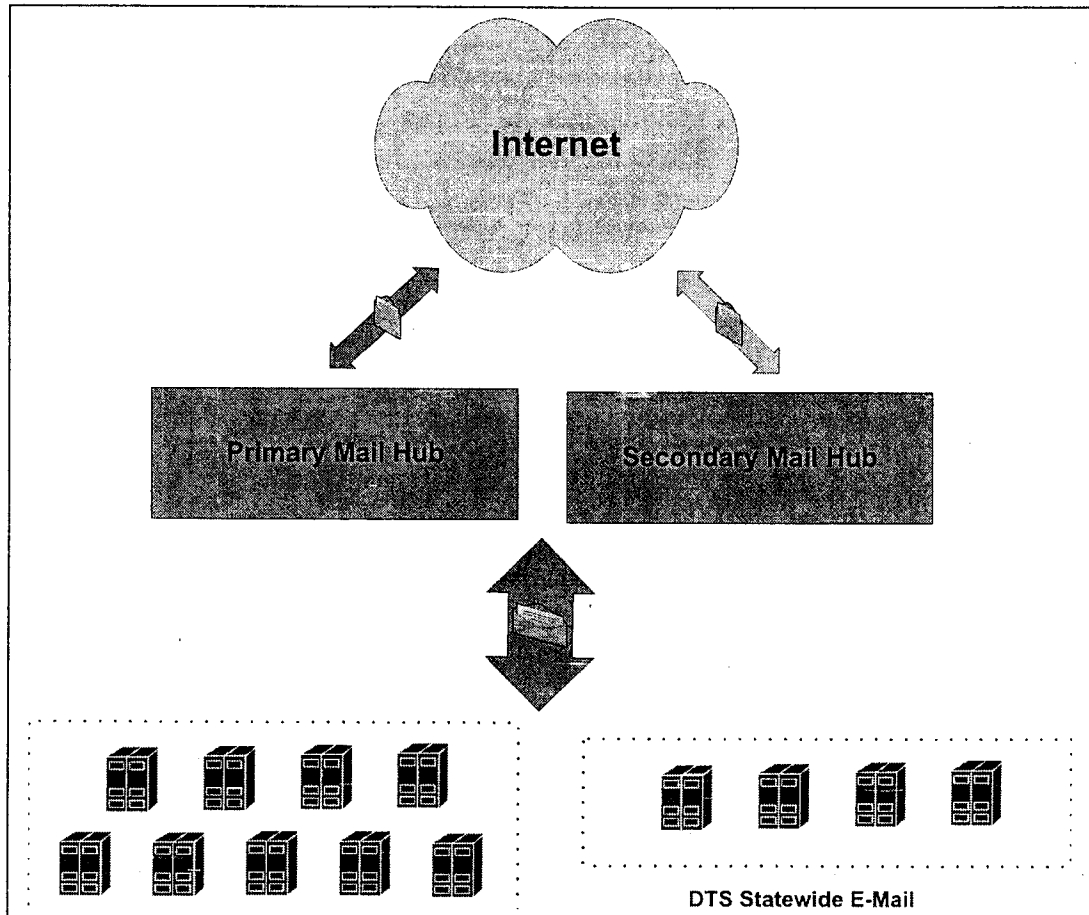 Internet
Primary Mail Hub
Secondary Mail Hub
DTS Statewide E-Mail